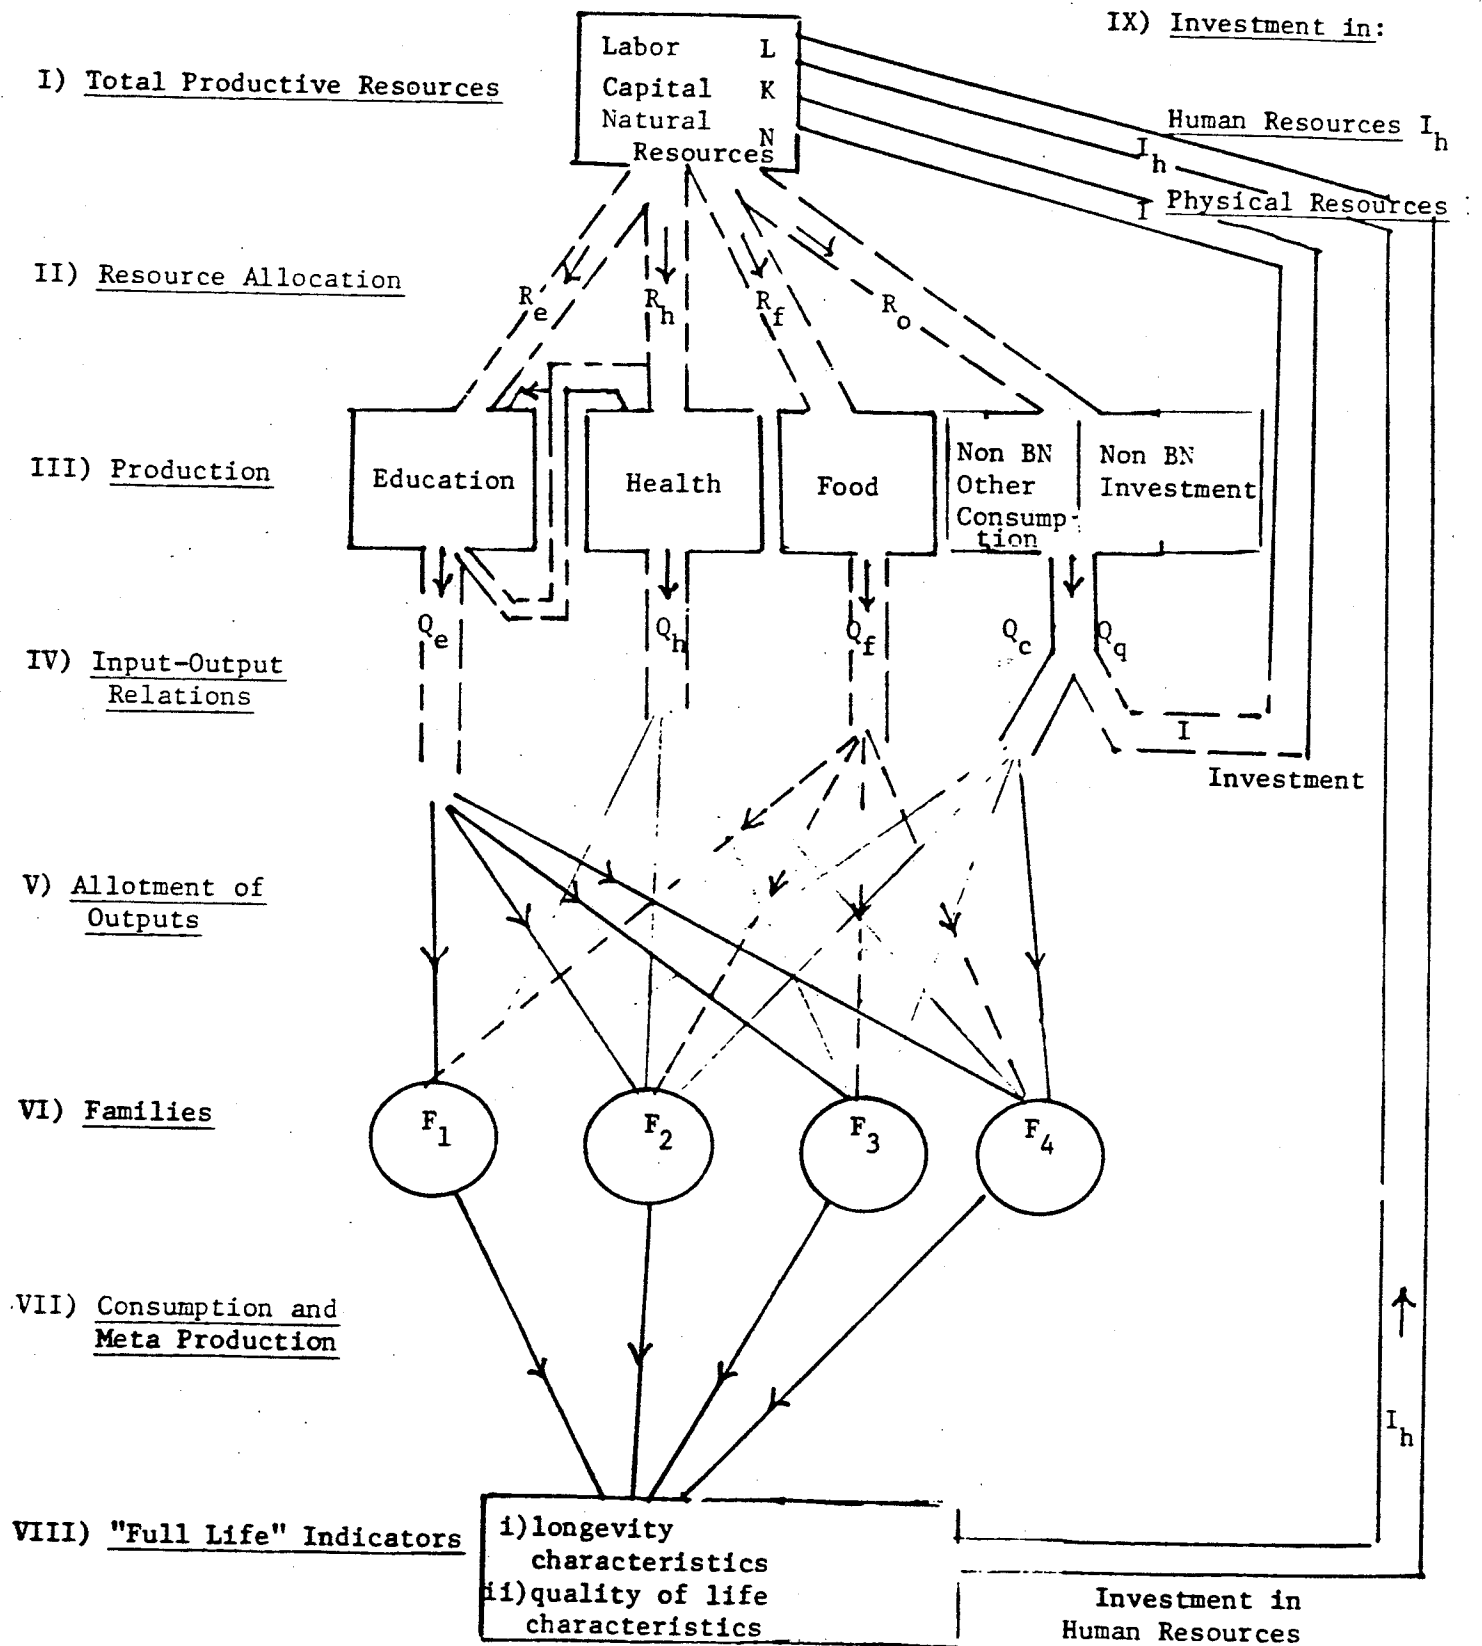 IX) Investment in:
Labor L
I) Total Productive Resources
Capital K
Natural N
Resources
Human Resources I_h
I_h
I Physical Resources
II) Resource Allocation
R_e R_h R_f R_o
III) Production
Education
Health
Food
Non BN
Other
Consump-
tion
Non BN
Investment
Q_e Q_h Q_f Q_c Q_q
IV) Input-Output
Relations
I
Investment
V) Allotment of
Outputs
VI) Families
F_1 F_2 F_3 F_4
VII) Consumption and
Meta Production
I_h
VIII) "Full Life" Indicators
i)longevity
characteristics
ii)quality of life
characteristics
Investment in
Human Resources